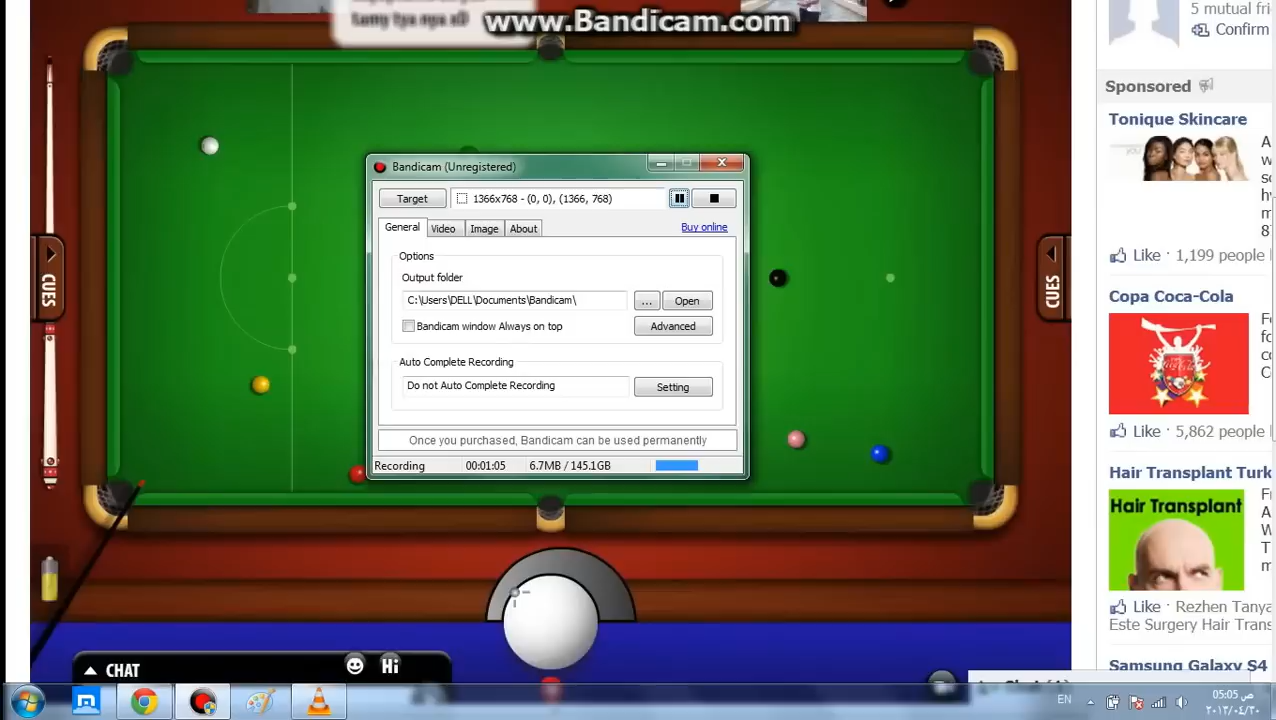 www.Bandicam.com
Bandicam (Unregistered)
Target
1366x768 - (0, 0), (1366, 768)
General
Video
Image
About
Buy online
Options
Output folder
C:\Users\DELL\Documents\Bandicam\
...
Open
Bandicam window Always on top
Advanced
Auto Complete Recording
Do not Auto Complete Recording
Setting
Once you purchased, Bandicam can be used permanently
Recording
00:01:05
6.7MB / 145.1GB
CUES
CUES
CHAT
Hi
5 mutual
Confirm
Sponsored
Tonique Skincare
Like · 1,199 people
Copa Coca-Cola
Like · 5,862 people
Hair Transplant
Hair Transplant
Like · Rezhen
Este Surgery Hair
Samsung Galaxy S4
EN
05:05 ص
٢٠١٣/٠٤/٣٠